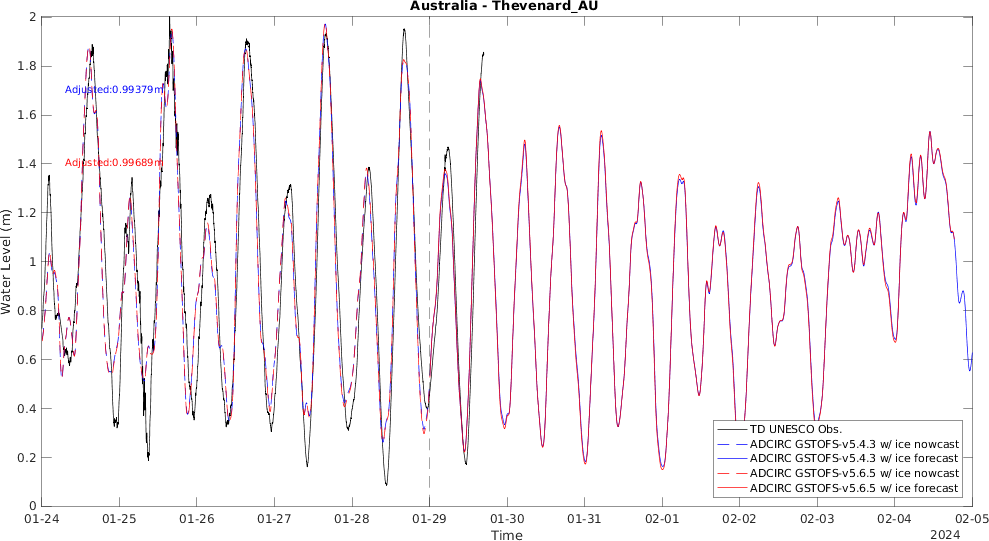 Australia - Thevenard_AU
2
1.8
1.6
1.4
1.2
1
0.8
0.6
0.4
0.2
0
Water Level (m)
Adjusted:0.99379m
Adjusted:0.99689m
TD UNESCO Obs.
ADCIRC GSTOFS-v5.4.3 w/ ice nowcast
ADCIRC GSTOFS-v5.4.3 w/ ice forecast
ADCIRC GSTOFS-v5.6.5 w/ ice nowcast
ADCIRC GSTOFS-v5.6.5 w/ ice forecast
01-24 01-25 01-26 01-27 01-28 01-29 01-30 01-31 02-01 02-02 02-03 02-04 02-05
Time
2024